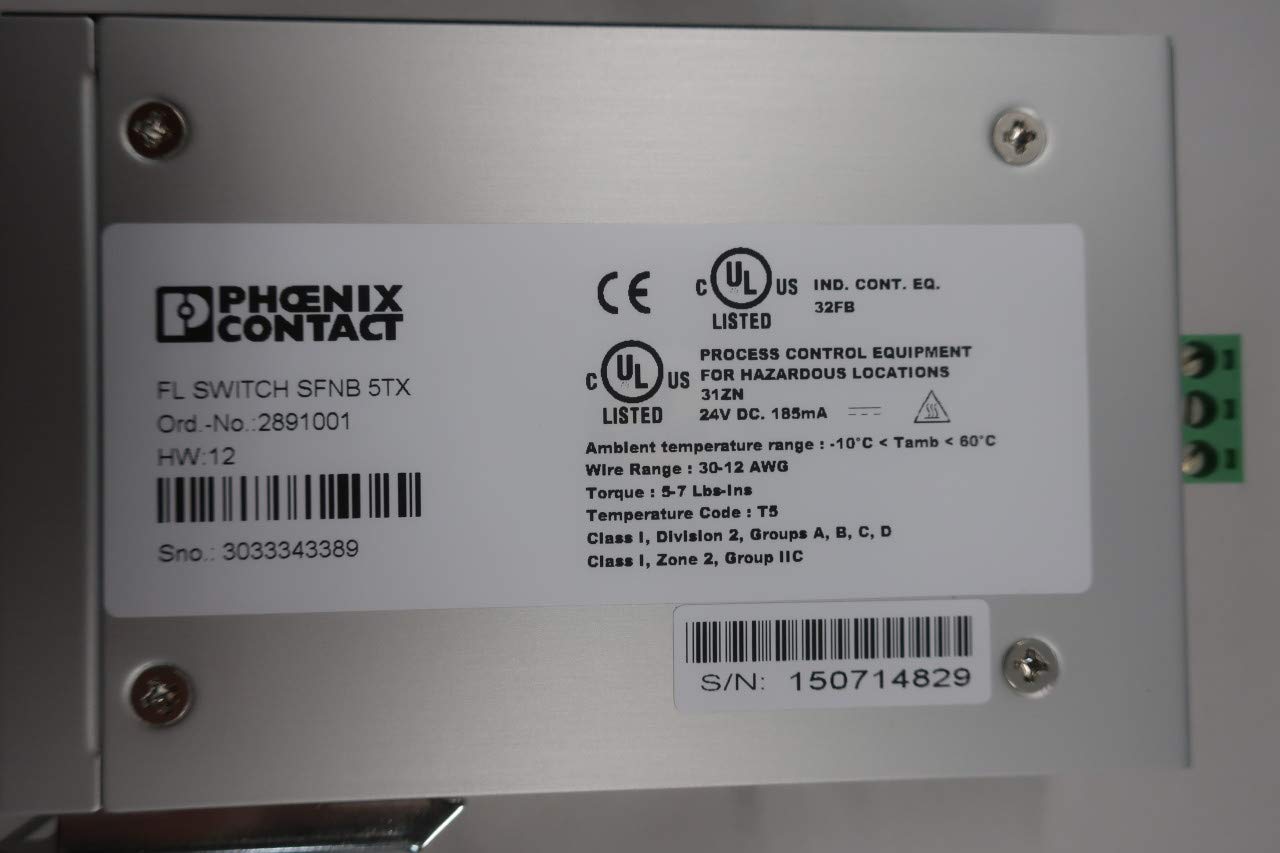 PHŒNIX
CONTACT
FL SWITCH SFNB 5TX
Ord.-No.:2891001
HW:12
Sno.: 3033343389
CE
C UL US
LISTED
IND. CONT. EQ.
32FB
C UL US
LISTED
PROCESS CONTROL EQUIPMENT
FOR HAZARDOUS LOCATIONS
31ZN
24V DC. 185mA
Ambient temperature range : -10°C < Tamb < 60°C
Wire Range : 30-12 AWG
Torque : 5-7 Lbs-Ins
Temperature Code : T5
Class I, Division 2, Groups A, B, C, D
Class I, Zone 2, Group IIC
S/N: 150714829